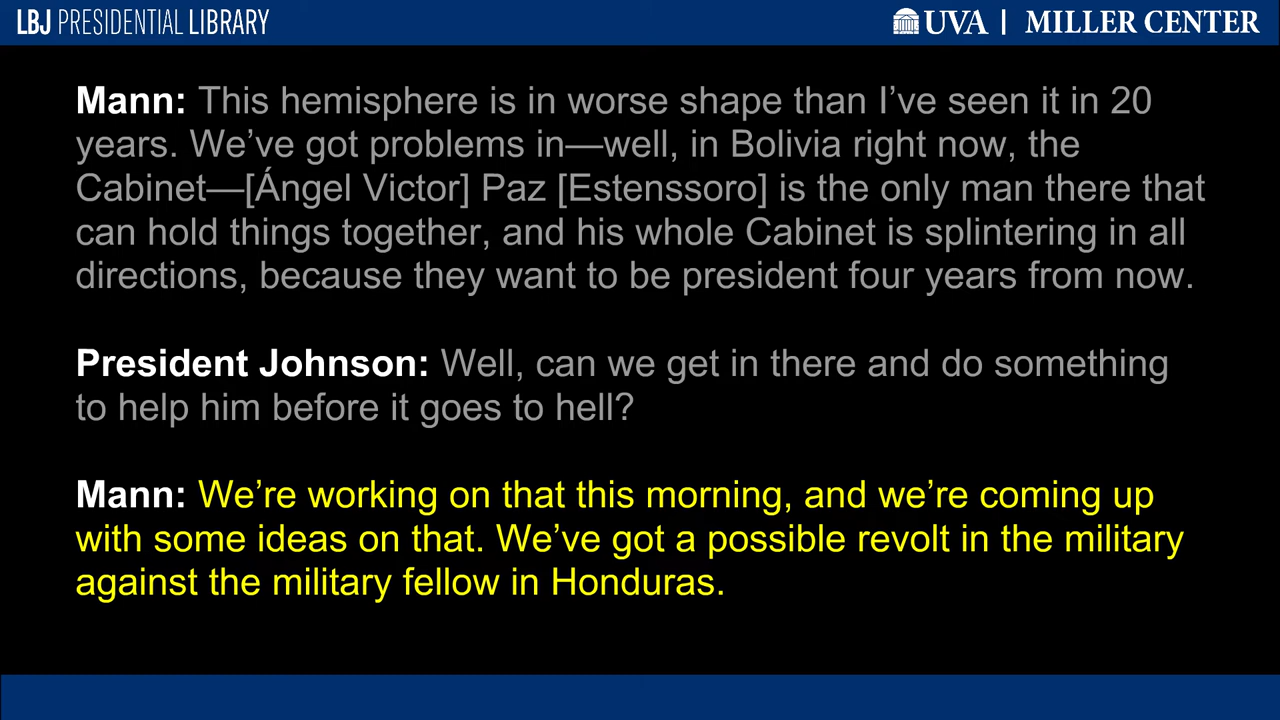 LBJ PRESIDENTIAL LIBRARY
UVA | MILLER CENTER
Mann: This hemisphere is in worse shape than I’ve seen it in 20
years. We’ve got problems in—well, in Bolivia right now, the
Cabinet—[Ángel Victor] Paz [Estenssoro] is the only man there that
can hold things together, and his whole Cabinet is splintering in all
directions, because they want to be president four years from now.
President Johnson: Well, can we get in there and do something
to help him before it goes to hell?
Mann: We’re working on that this morning, and we’re coming up
with some ideas on that. We’ve got a possible revolt in the military
against the military fellow in Honduras.